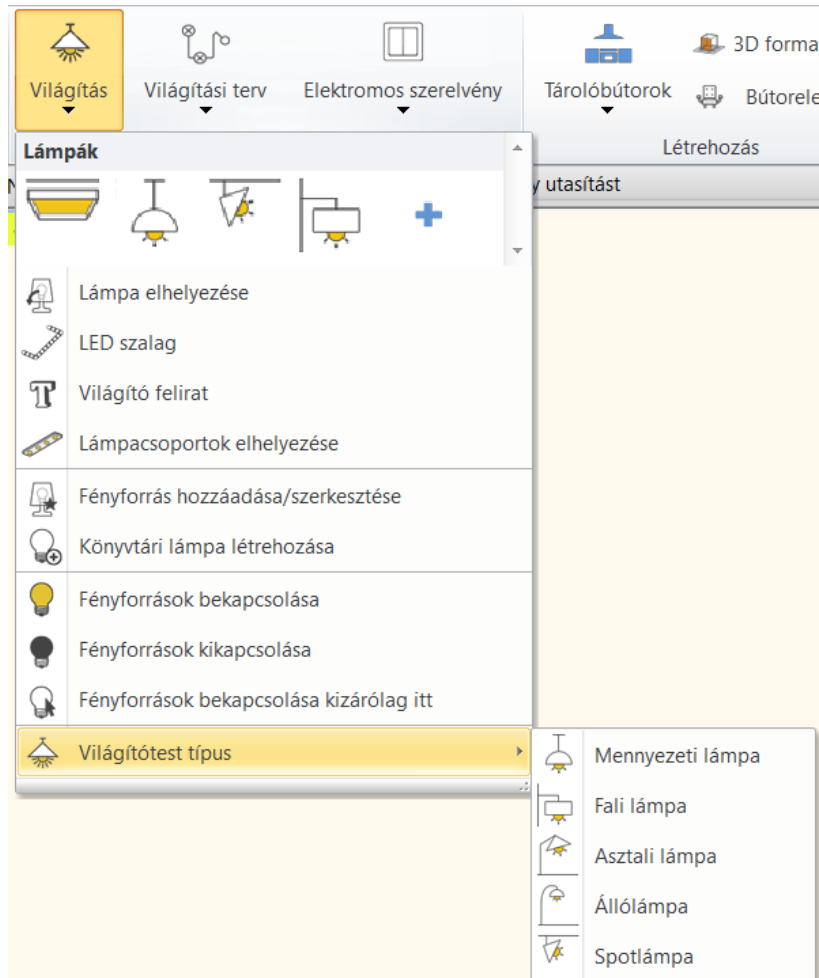 Világítás
Világítási terv
Elektromos szerelvény
Tárolóbútorok
3D forma
Bútorele
Létrehozás
Lámpák
y utasítást
Lámpa elhelyezése
LED szalag
Világító felirat
Lámpacsoportok elhelyezése
Fényforrás hozzáadása/szerkesztése
Könyvtári lámpa létrehozása
Fényforrások bekapcsolása
Fényforrások kikapcsolása
Fényforrások bekapcsolása kizárólag itt
Világítótest típus
Mennyezeti lámpa
Fali lámpa
Asztali lámpa
Állólámpa
Spotlámpa